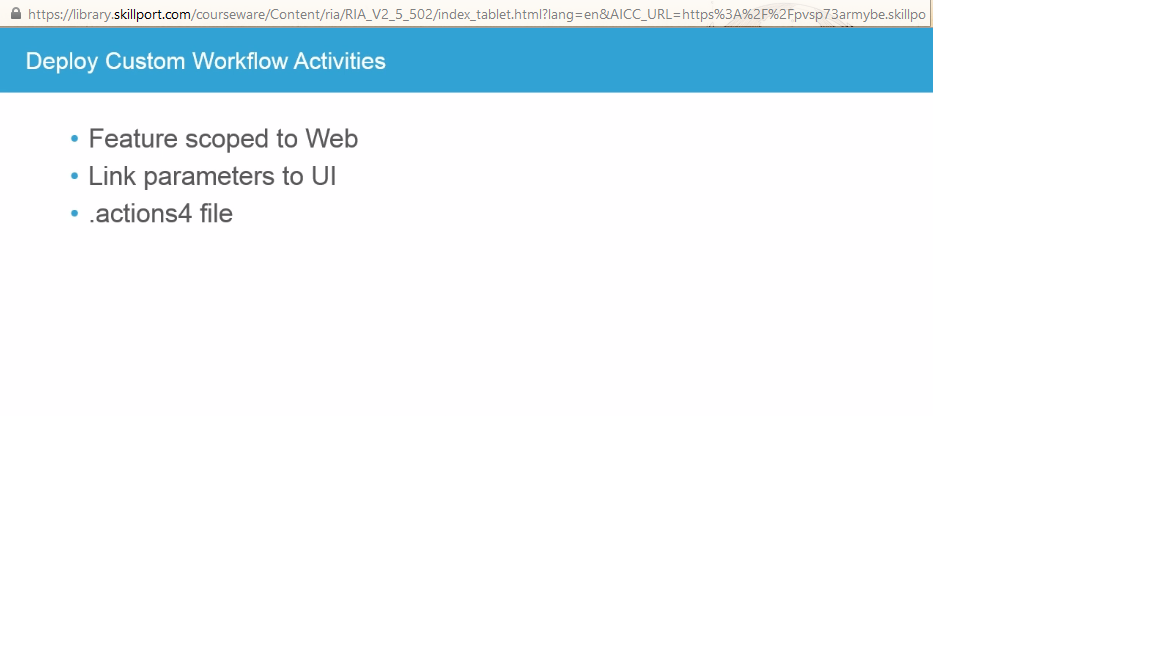 https://library.skillport.com/courseware/Content/ria/RIA_V2_5_502/index_tablet.html?lang=en&AICC_URL=https%3A%2F%2Fpvsp73armybe.skillpo
Deploy Custom Workflow Activities
• Feature scoped to Web
• Link parameters to UI
• .actions4 file